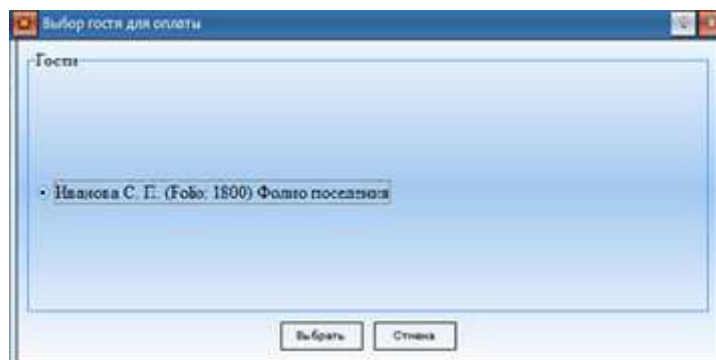 Выбор гостя для оплаты
Гости
Иванова С. П. (Folio: 1800) Фолио поселения
Выбрать Отмена